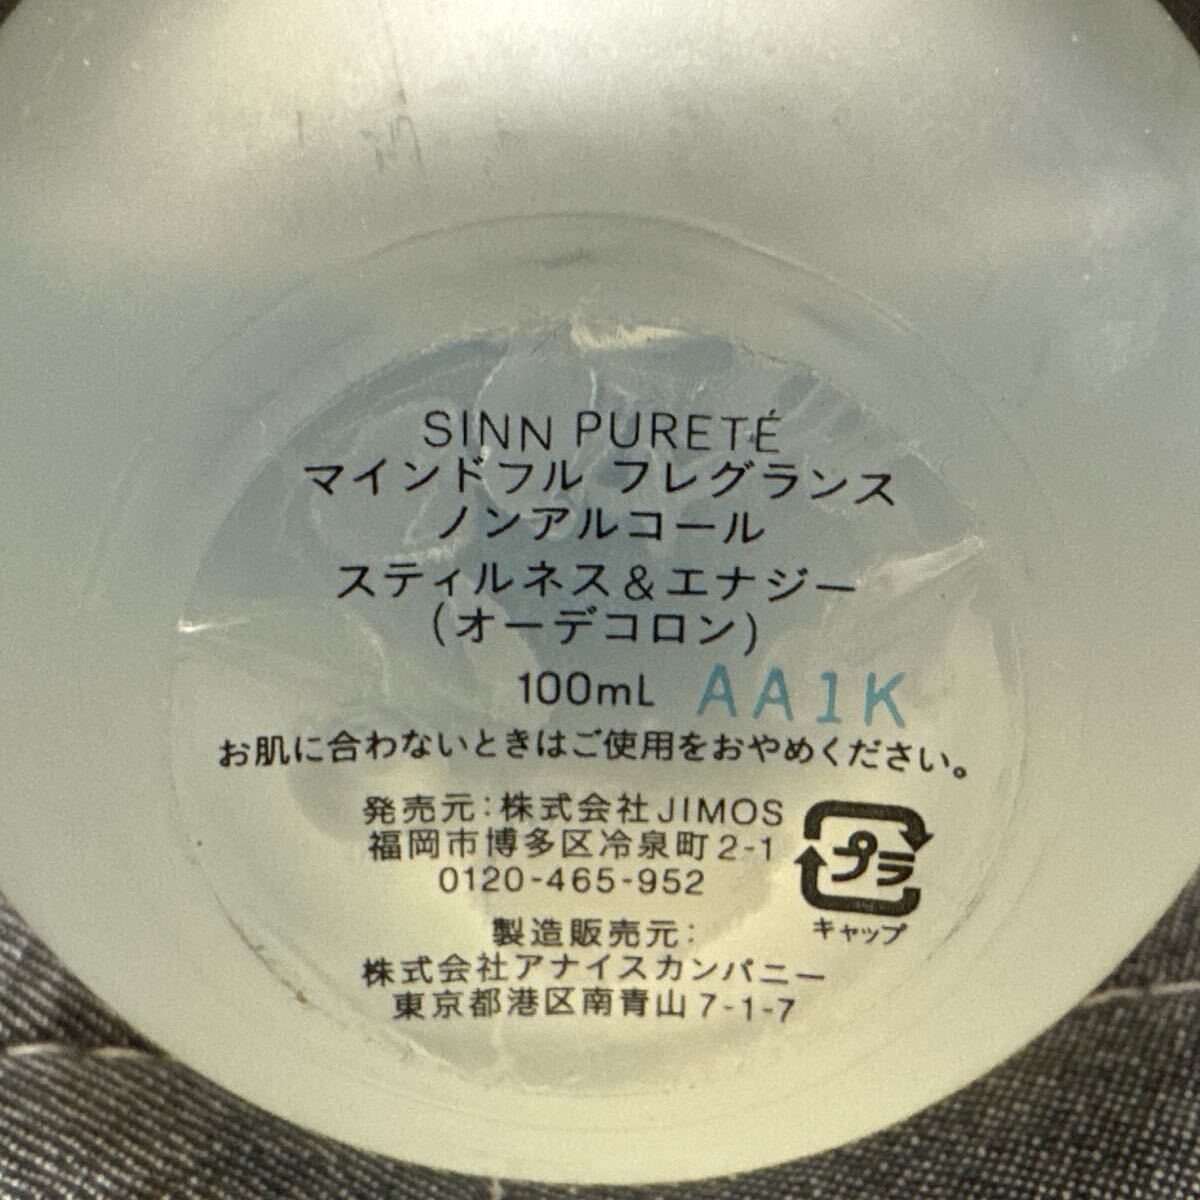 SINN PURETÉ
マインドフル フレグランス
ノンアルコール
スティルネス&エナジー
(オーデコロン)
100mL AA1K
お肌に合わないときはご使用をおやめください。
発売元:株式会社JIMOS
福岡市博多区冷泉町2-1
0120-465-952
プラ
キャップ
製造販売元:
株式会社アナイスカンパニー
東京都港区南青山7-1-7